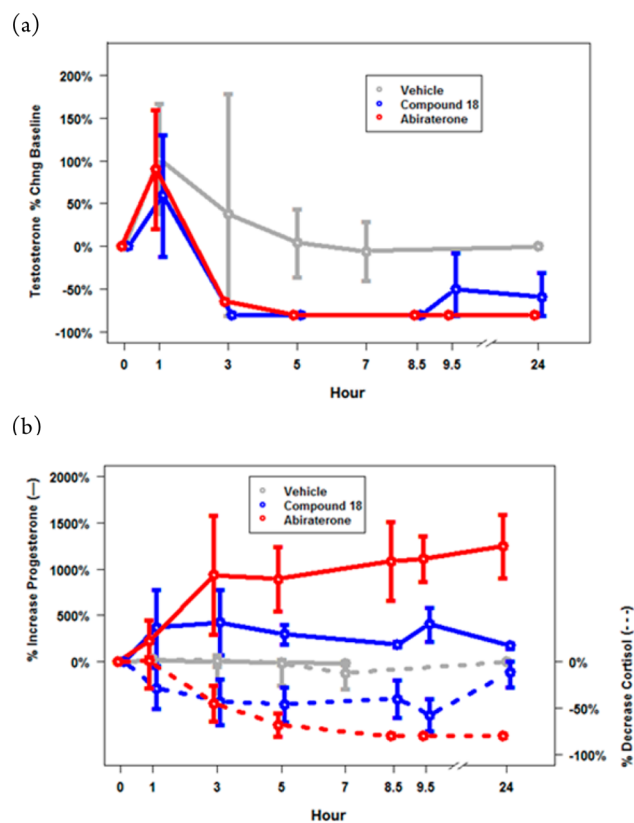 (a)
Testosterone % Chng Baseline
200%
150%
100%
50%
0%
-50%
-100%
Vehicle
Compound 18
Abiraterone
0 1 3 5 7 8.5 9.5 24
Hour
(b)
% Increase Progesterone (—)
2000%
1500%
1000%
500%
0%
Vehicle
Compound 18
Abiraterone
0%
-50%
-100%
% Decrease Cortisol (- - -)
0 1 3 5 7 8.5 9.5 24
Hour